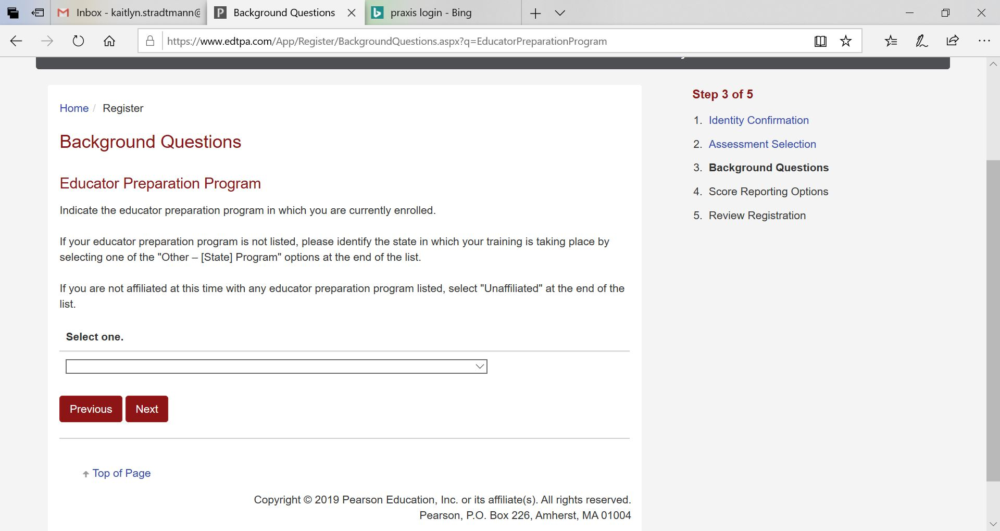 Inbox - kaitlyn.stradtmann@
Background Questions
praxis login - Bing
https://www.edtpa.com/App/Register/BackgroundQuestions.aspx?q=EducatorPreparationProgram
Home / Register
Background Questions
Educator Preparation Program
Indicate the educator preparation program in which you are currently enrolled.
If your educator preparation program is not listed, please identify the state in which your training is taking place by
selecting one of the "Other – [State] Program" options at the end of the list.
If you are not affiliated at this time with any educator preparation program listed, select "Unaffiliated" at the end of the
list.
Select one.
Previous Next
Top of Page
Copyright © 2019 Pearson Education, Inc. or its affiliate(s). All rights reserved.
Pearson, P.O. Box 226, Amherst, MA 01004
Step 3 of 5
1. Identity Confirmation
2. Assessment Selection
3. Background Questions
4. Score Reporting Options
5. Review Registration